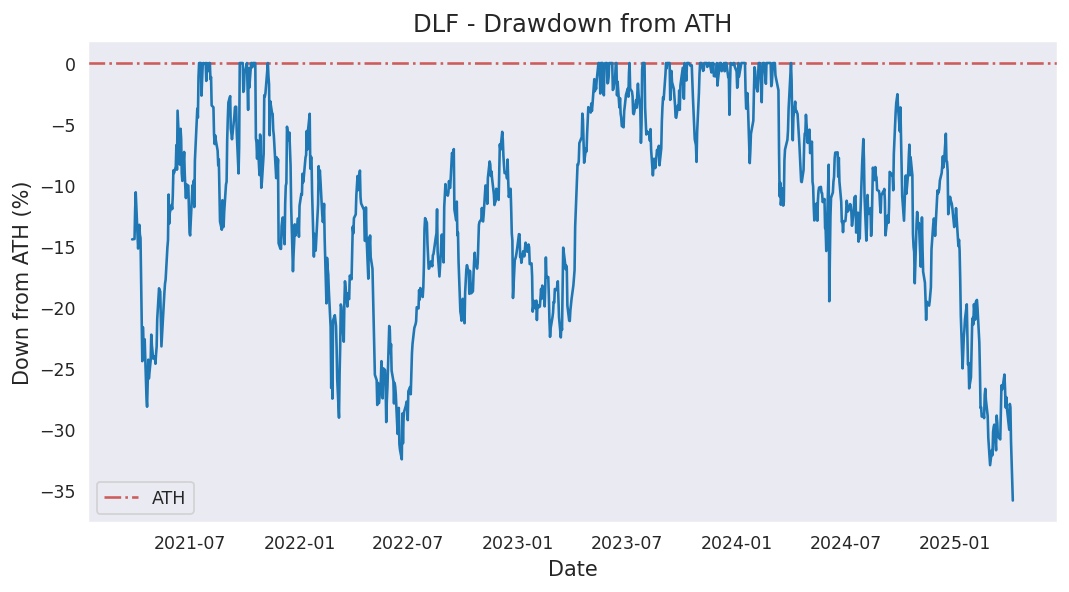 DLF - Drawdown from ATH
Down from ATH (%)
0
−5
−10
−15
−20
−25
−30
−35
ATH
2021-07 2022-01 2022-07 2023-01 2023-07 2024-01 2024-07 2025-01
Date